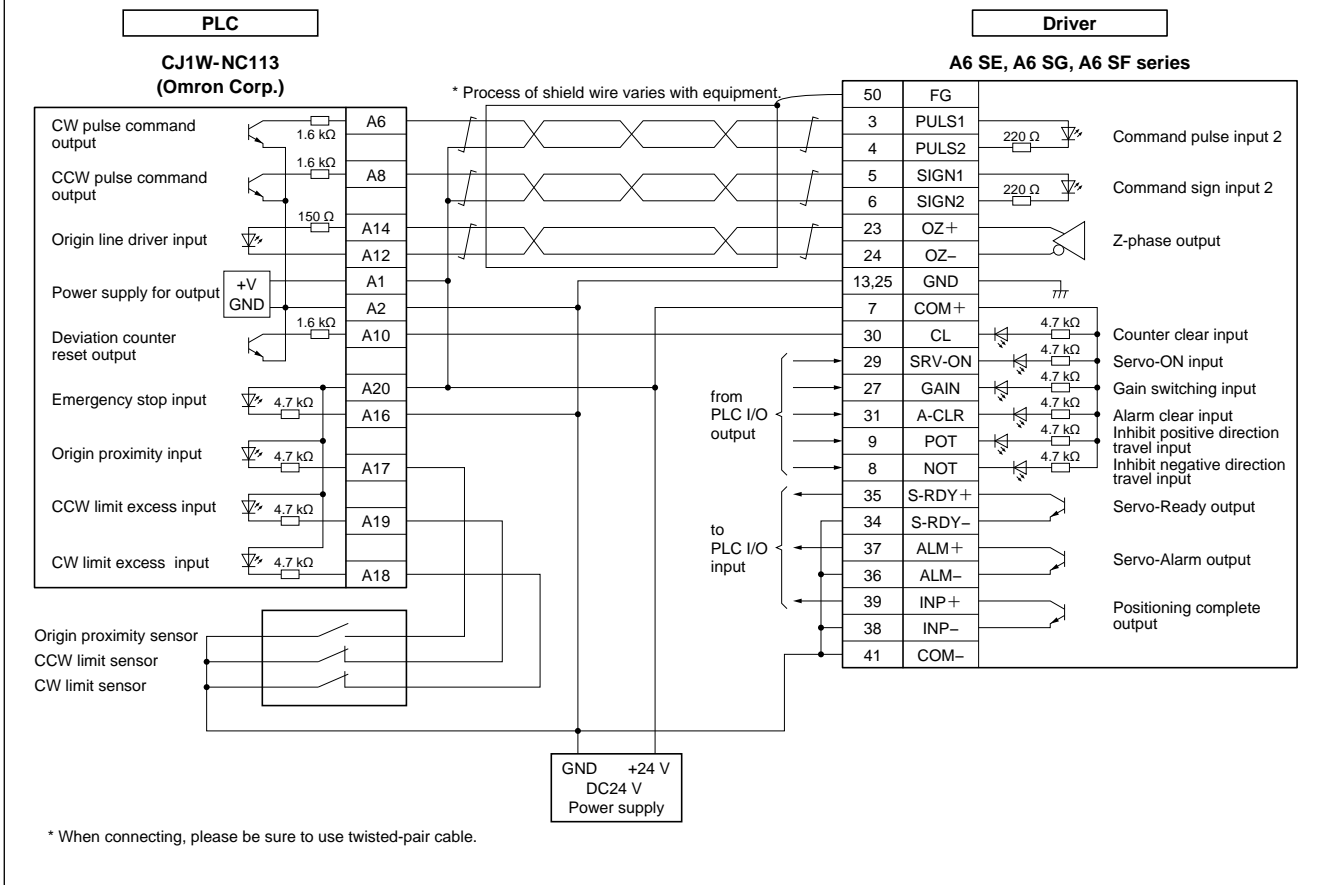 PLC
CJ1W-NC113
(Omron Corp.)
CW pulse command
output
1.6 kΩ
A6
CCW pulse command
output
1.6 kΩ
A8
Origin line driver input
150 Ω
A14
A12
Power supply for output
+V
GND
A1
A2
Deviation counter
reset output
1.6 kΩ
A10
Emergency stop input
4.7 kΩ
A20
A16
Origin proximity input
4.7 kΩ
A17
CCW limit excess input
4.7 kΩ
A19
CW limit excess input
4.7 kΩ
A18
Origin proximity sensor
CCW limit sensor
CW limit sensor
* Process of shield wire varies with equipment.
from
PLC I/O
output
to
PLC I/O
input
GND +24 V
DC24 V
Power supply
Driver
A6 SE, A6 SG, A6 SF series
50 FG
3 PULS1
4 PULS2
220 Ω
Command pulse input 2
5 SIGN1
6 SIGN2
220 Ω
Command sign input 2
23 OZ+
24 OZ−
Z-phase output
13,25 GND
7 COM+
30 CL
4.7 kΩ
Counter clear input
29 SRV-ON
4.7 kΩ
Servo-ON input
27 GAIN
4.7 kΩ
Gain switching input
31 A-CLR
4.7 kΩ
Alarm clear input
9 POT
4.7 kΩ
Inhibit positive direction
travel input
8 NOT
4.7 kΩ
Inhibit negative direction
travel input
35 S-RDY+
34 S-RDY−
Servo-Ready output
37 ALM+
36 ALM−
Servo-Alarm output
39 INP+
38 INP−
Positioning complete
output
41 COM−
* When connecting, please be sure to use twisted-pair cable.